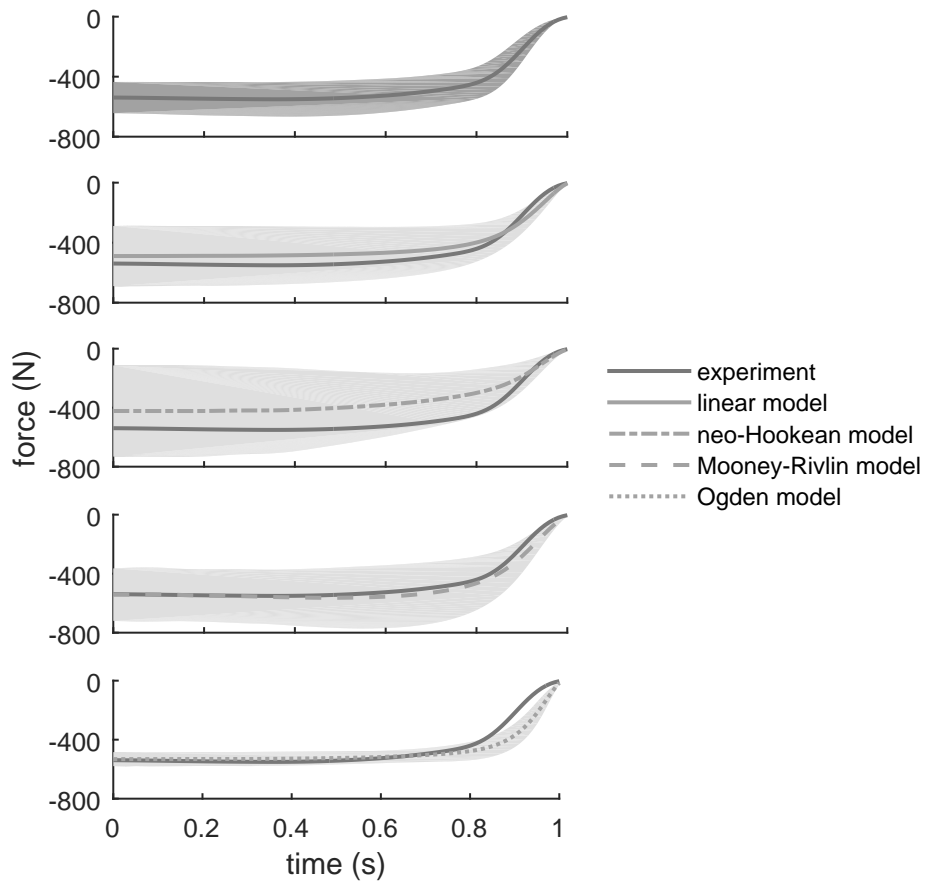 0
-400
-800
0
-400
-800
0
-400
-800
0
-400
-800
0
-400
-800
force (N)
0 0.2 0.4 0.6 0.8 1
time (s)
experiment
linear model
neo-Hookean model
Mooney-Rivlin model
Ogden model